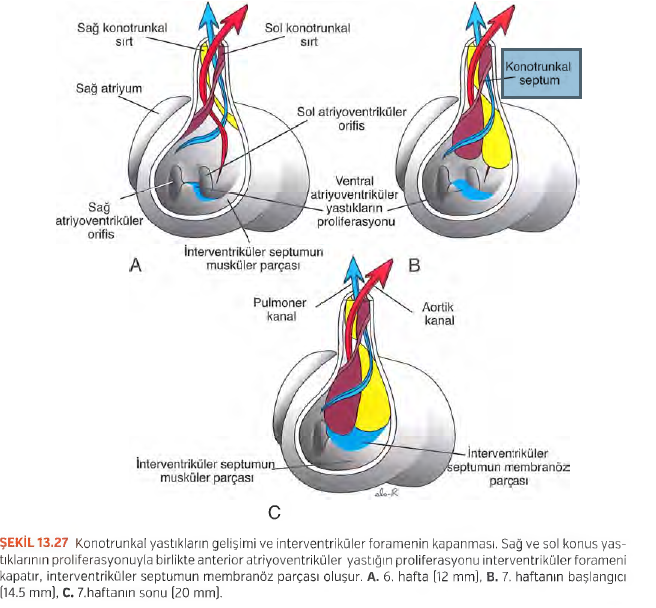 Sağ konotrunkal
sırt
Sol konotrunkal
sırt
Sağ atriyum
Sol atriyoventriküler
orifis
Sağ
atriyoventriküler
orifis
Ventral
atriyoventriküler
yastıkların
proliferasyonu
İnterventriküler septumun
musküler parçası
A
Konotrunkal
septum
B
Pulmoner
kanal
Aortik
kanal
İnterventriküler septumun
musküler parçası
İnterventriküler
septumun membranöz
parçası
C
ŞEKİL 13.27 Konotrunkal yastıkların gelişimi ve interventriküler foramenin kapanması. Sağ ve sol konus yas-
tıklarının proliferasyonuyla birlikte anterior atriyoventriküler yastığın proliferasyonu interventriküler forameni
kapatır, interventriküler septumun membranöz parçası oluşur. A. 6. hafta (12 mm), B. 7. haftanın başlangıcı
(14.5 mm), C. 7.haftanın sonu (20 mm).